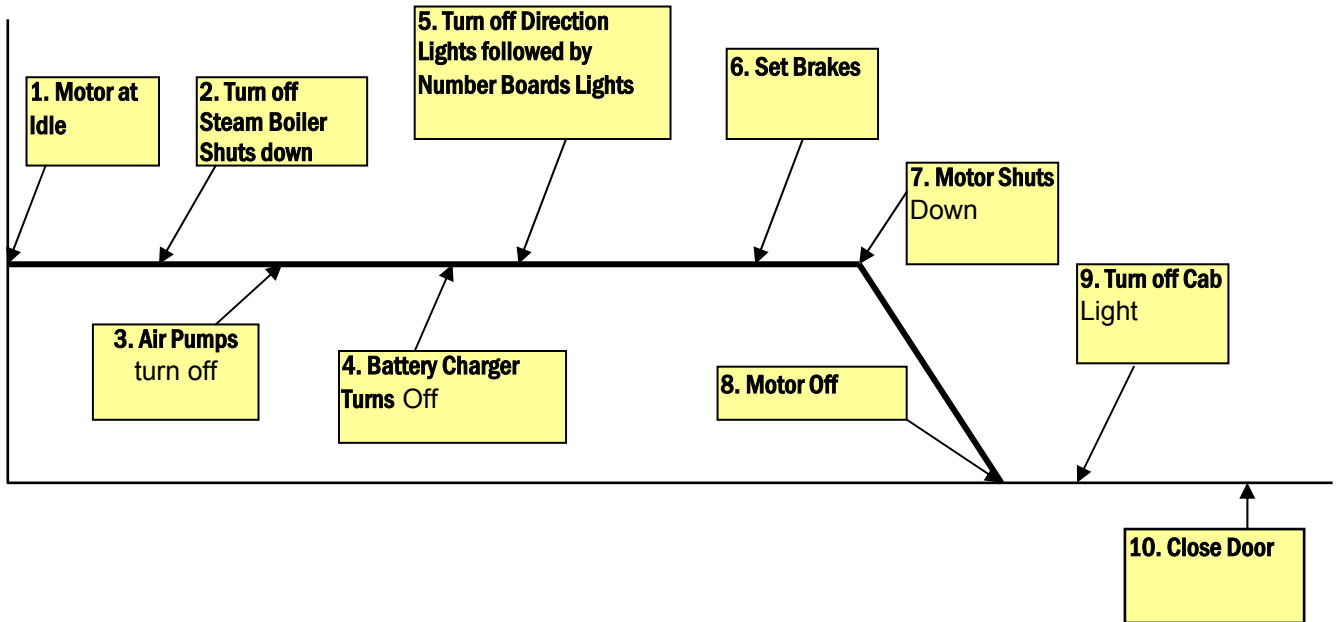 1. Motor at
Idle
2. Turn off
Steam Boiler
Shuts down
3. Air Pumps
turn off
4. Battery Charger
Turns Off
5. Turn off Direction
Lights followed by
Number Boards Lights
6. Set Brakes
7. Motor Shuts
Down
8. Motor Off
9. Turn off Cab
Light
10. Close Door